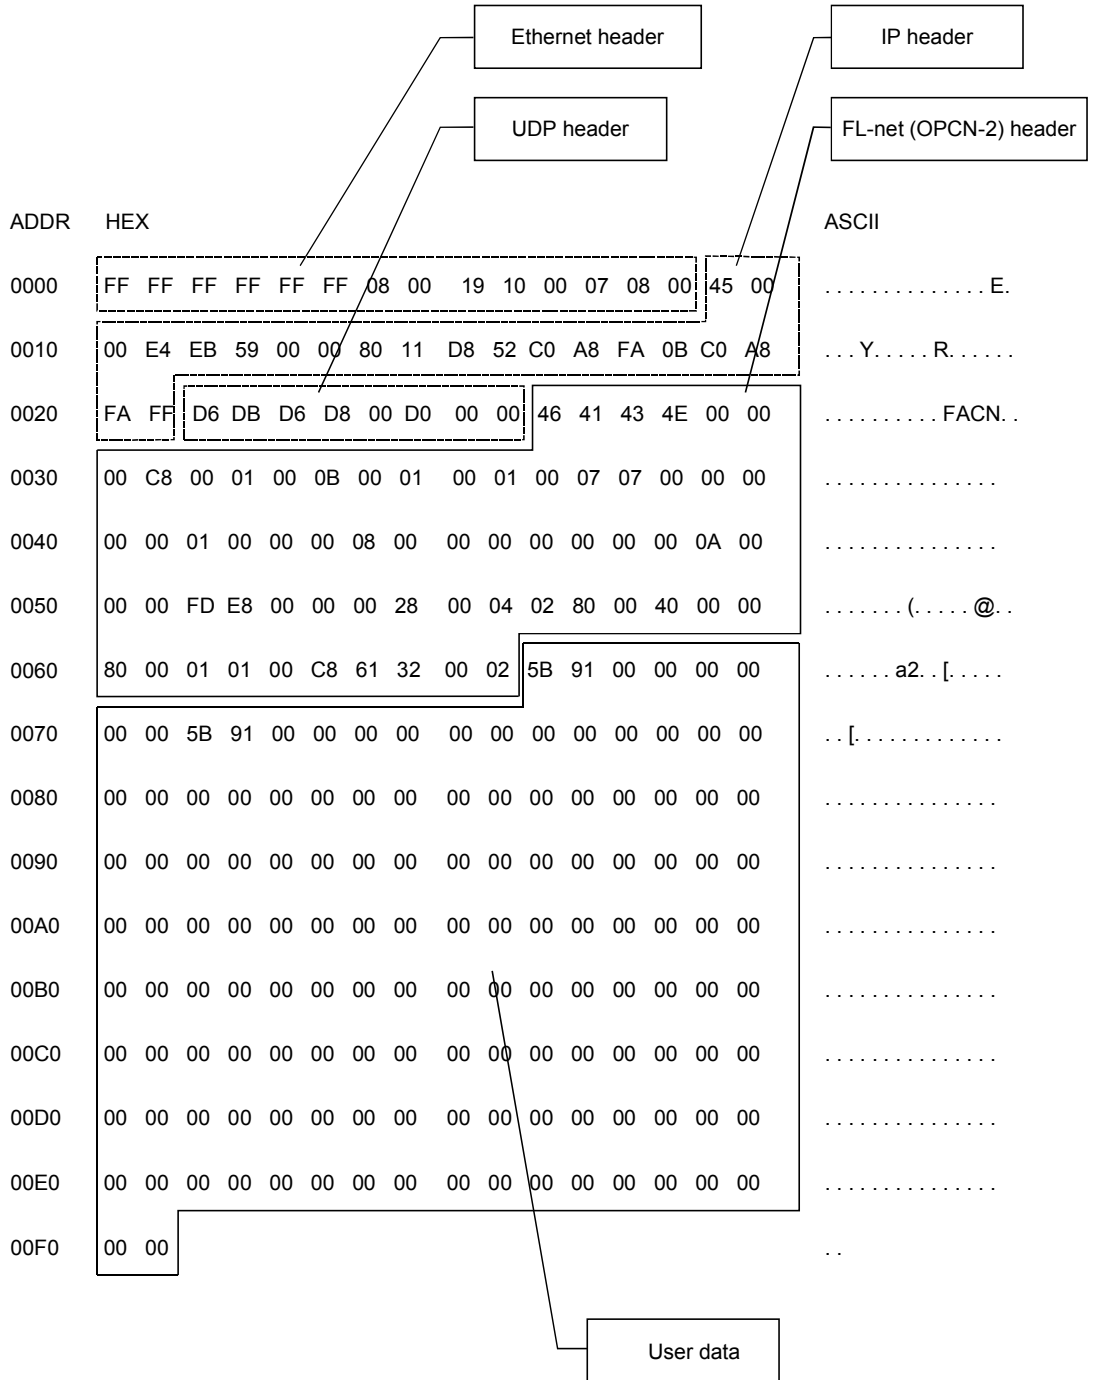 Ethernet header
IP header
UDP header
FL-net (OPCN-2) header
ADDR HEX ASCII
0000 FF FF FF FF FF FF 08 00 19 10 00 07 08 00 45 00 . . . . . . . . . . . . . . E.
0010 00 E4 EB 59 00 00 80 11 D8 52 C0 A8 FA 0B C0 A8 . . . Y. . . . . R. . . . . .
0020 FA FF D6 DB D6 D8 00 D0 00 00 46 41 43 4E 00 00 . . . . . . . . . . FACN. .
0030 00 C8 00 01 00 0B 00 01 00 01 00 07 07 00 00 00 . . . . . . . . . . . . . . .
0040 00 00 01 00 00 00 08 00 00 00 00 00 00 00 0A 00 . . . . . . . . . . . . . . .
0050 00 00 FD E8 00 00 00 28 00 04 02 80 00 40 00 00 . . . . . . . (. . . . . @. .
0060 80 00 01 01 00 C8 61 32 00 02 5B 91 00 00 00 00 . . . . . . a2. . [. . . . .
0070 00 00 5B 91 00 00 00 00 00 00 00 00 00 00 00 00 . . [. . . . . . . . . . . . .
0080 00 00 00 00 00 00 00 00 00 00 00 00 00 00 00 00 . . . . . . . . . . . . . . .
0090 00 00 00 00 00 00 00 00 00 00 00 00 00 00 00 00 . . . . . . . . . . . . . . .
00A0 00 00 00 00 00 00 00 00 00 00 00 00 00 00 00 00 . . . . . . . . . . . . . . .
00B0 00 00 00 00 00 00 00 00 00 00 00 00 00 00 00 00 . . . . . . . . . . . . . . .
00C0 00 00 00 00 00 00 00 00 00 00 00 00 00 00 00 00 . . . . . . . . . . . . . . .
00D0 00 00 00 00 00 00 00 00 00 00 00 00 00 00 00 00 . . . . . . . . . . . . . . .
00E0 00 00 00 00 00 00 00 00 00 00 00 00 00 00 00 00 . . . . . . . . . . . . . . .
00F0 00 00 . .
User data